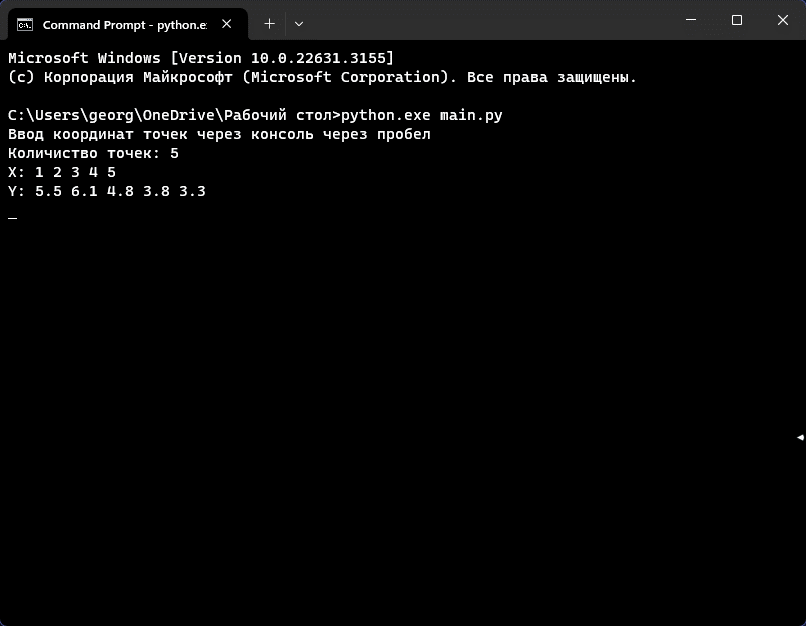 Command Prompt - python.e
Microsoft Windows [Version 10.0.22631.3155]
(c) Корпорация Майкрософт (Microsoft Corporation). Все права защищены.
C:\Users\georg\OneDrive\Рабочий стол>python.exe main.py
Ввод координат точек через консоль через пробел
Количиство точек: 5
X: 1 2 3 4 5
Y: 5.5 6.1 4.8 3.8 3.3